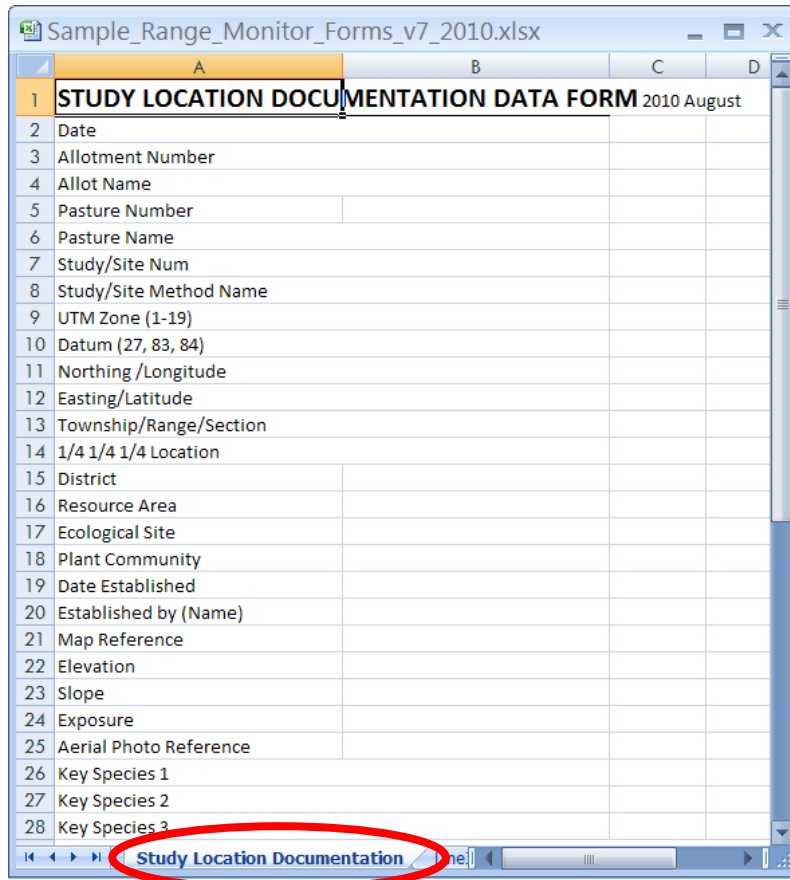 Sample_Range_Monitor_Forms_v7_2010.xlsx
A B C D
1 STUDY LOCATION DOCUMENTATION DATA FORM 2010 August
2 Date
3 Allotment Number
4 Allot Name
5 Pasture Number
6 Pasture Name
7 Study/Site Num
8 Study/Site Method Name
9 UTM Zone (1-19)
10 Datum (27, 83, 84)
11 Northing /Longitude
12 Easting/Latitude
13 Township/Range/Section
14 1/4 1/4 1/4 Location
15 District
16 Resource Area
17 Ecological Site
18 Plant Community
19 Date Established
20 Established by (Name)
21 Map Reference
22 Elevation
23 Slope
24 Exposure
25 Aerial Photo Reference
26 Key Species 1
27 Key Species 2
28 Key Species 3
Study Location Documentation